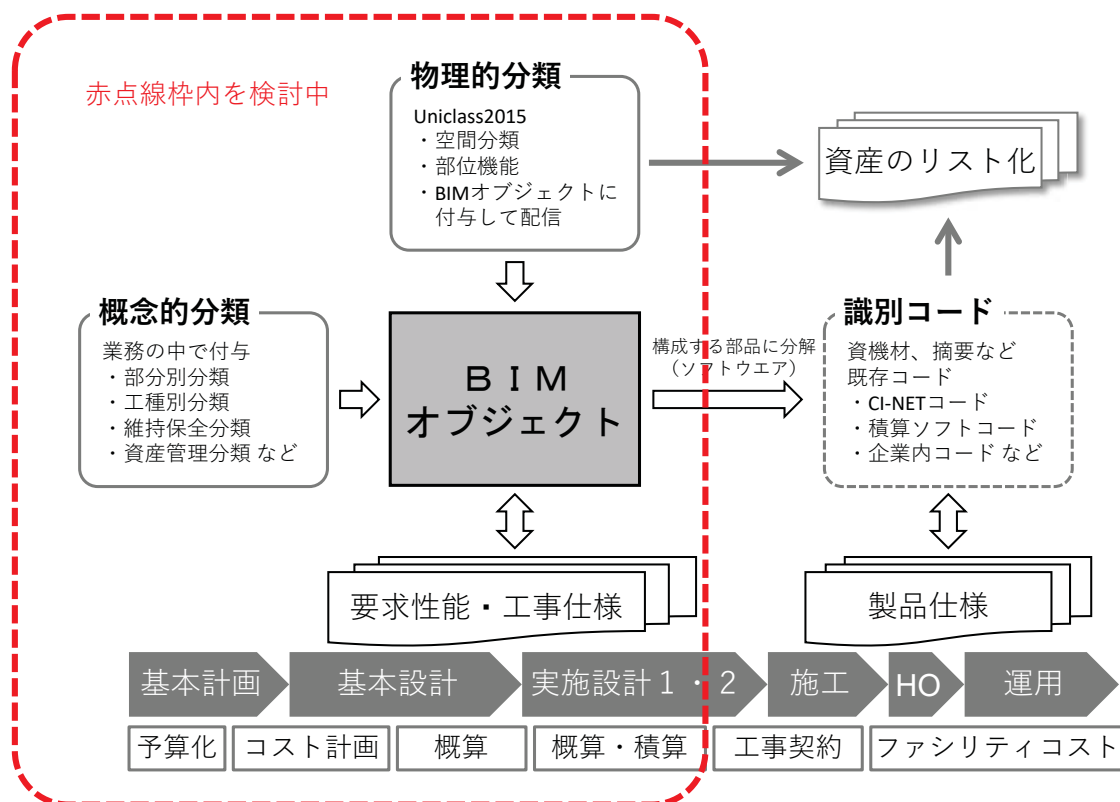 赤点線枠内を検討中
物理的分類
Uniclass2015
・空間分類
・部位機能
・BIMオブジェクトに
付与して配信
資産のリスト化
概念的分類
業務の中で付与
・部分別分類
・工種別分類
・維持保全分類
・資産管理分類 など
ＢＩＭ
オブジェクト
構成する部品に分解
（ソフトウエア）
識別コード
資機材、摘要など
既存コード
・CI-NETコード
・積算ソフトコード
・企業内コード など
要求性能・工事仕様
製品仕様
基本計画
基本設計
実施設計１・２
施工
HO
運用
予算化
コスト計画
概算
概算・積算
工事契約
ファシリティコスト